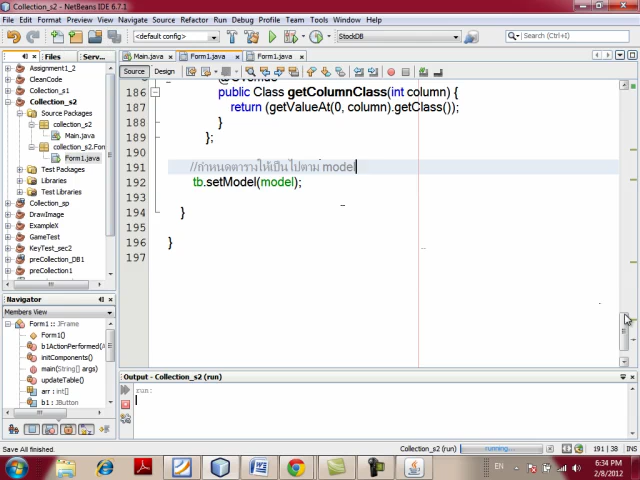 Collection_s2 - NetBeans IDE 6.7.1
File Edit View Navigate Source Refactor Run Debug Profile Team Tools Window Help
<default config>
StockDB
Search (Ctrl+I)
Serv...
Main.java
Form1.java
Form1.java
Source
Design
Assignment1_2
CleanCode
Collection_s1
Collection_s2
Source Packages
collection_s2
Main.java
collection_s2.For
Form1.java
Test Packages
Libraries
Test Libraries
Collection_sp
DrawImage
ExampleX
GameTest
KeyTest_sec2
preCollection_DB1
preCollection1
@Override
186 public Class getColumnClass(int column) {
187 return (getValueAt(0, column).getClass());
188 }
189 };
190
191 //กำหนดตารางให้เป็นไปตาม model
192 tb.setModel(model);
193
194 }
195
196 }
197
Navigator
Members View
Form1 :: JFrame
Form1()
b1ActionPerformed(A
initComponents()
main(String[] args)
updateTable()
arr : int[]
b1 : JButton
Output - Collection_s2 (run)
run:
Save All finished.
Collection_s2 (run)
running...
191 | 38
INS
EN
6:34 PM
2/8/2012